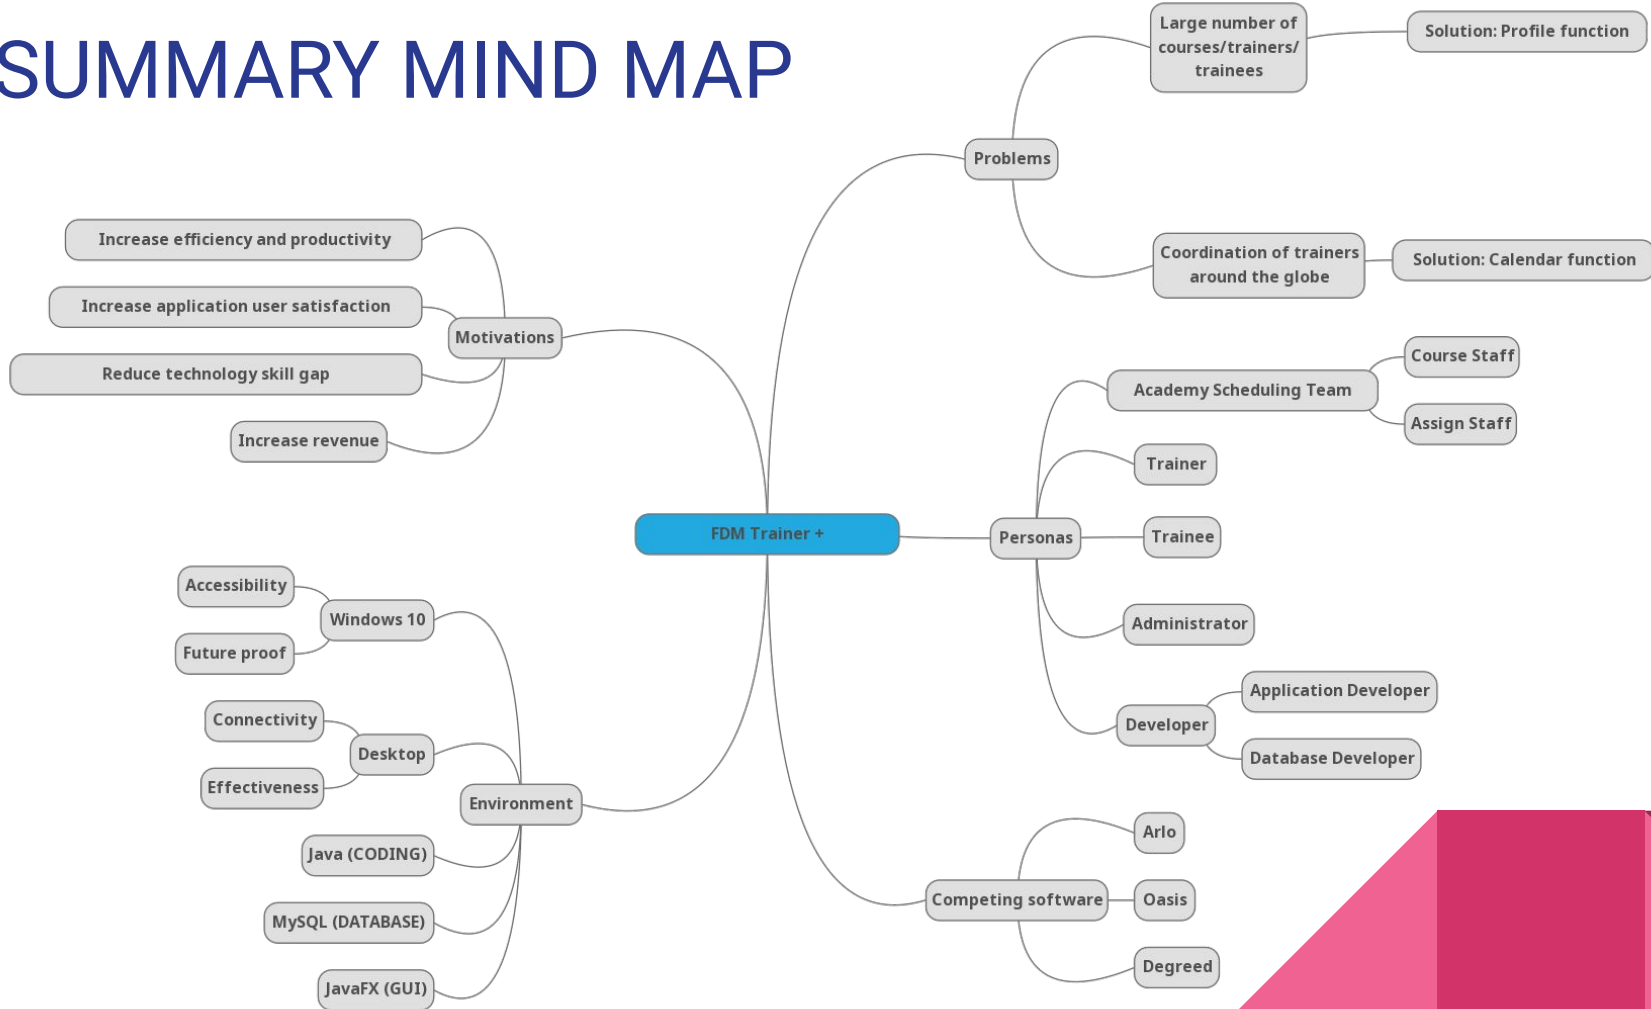 SUMMARY MIND MAP
Large number of
courses/trainers/
trainees
Solution: Profile function
Problems
Coordination of trainers
around the globe
Solution: Calendar function
Increase efficiency and productivity
Increase application user satisfaction
Motivations
Reduce technology skill gap
Increase revenue
FDM Trainer +
Personas
Academy Scheduling Team
Course Staff
Assign Staff
Trainer
Trainee
Administrator
Developer
Application Developer
Database Developer
Accessibility
Windows 10
Future proof
Connectivity
Desktop
Effectiveness
Environment
Java (CODING)
MySQL (DATABASE)
JavaFX (GUI)
Competing software
Arlo
Oasis
Degreed